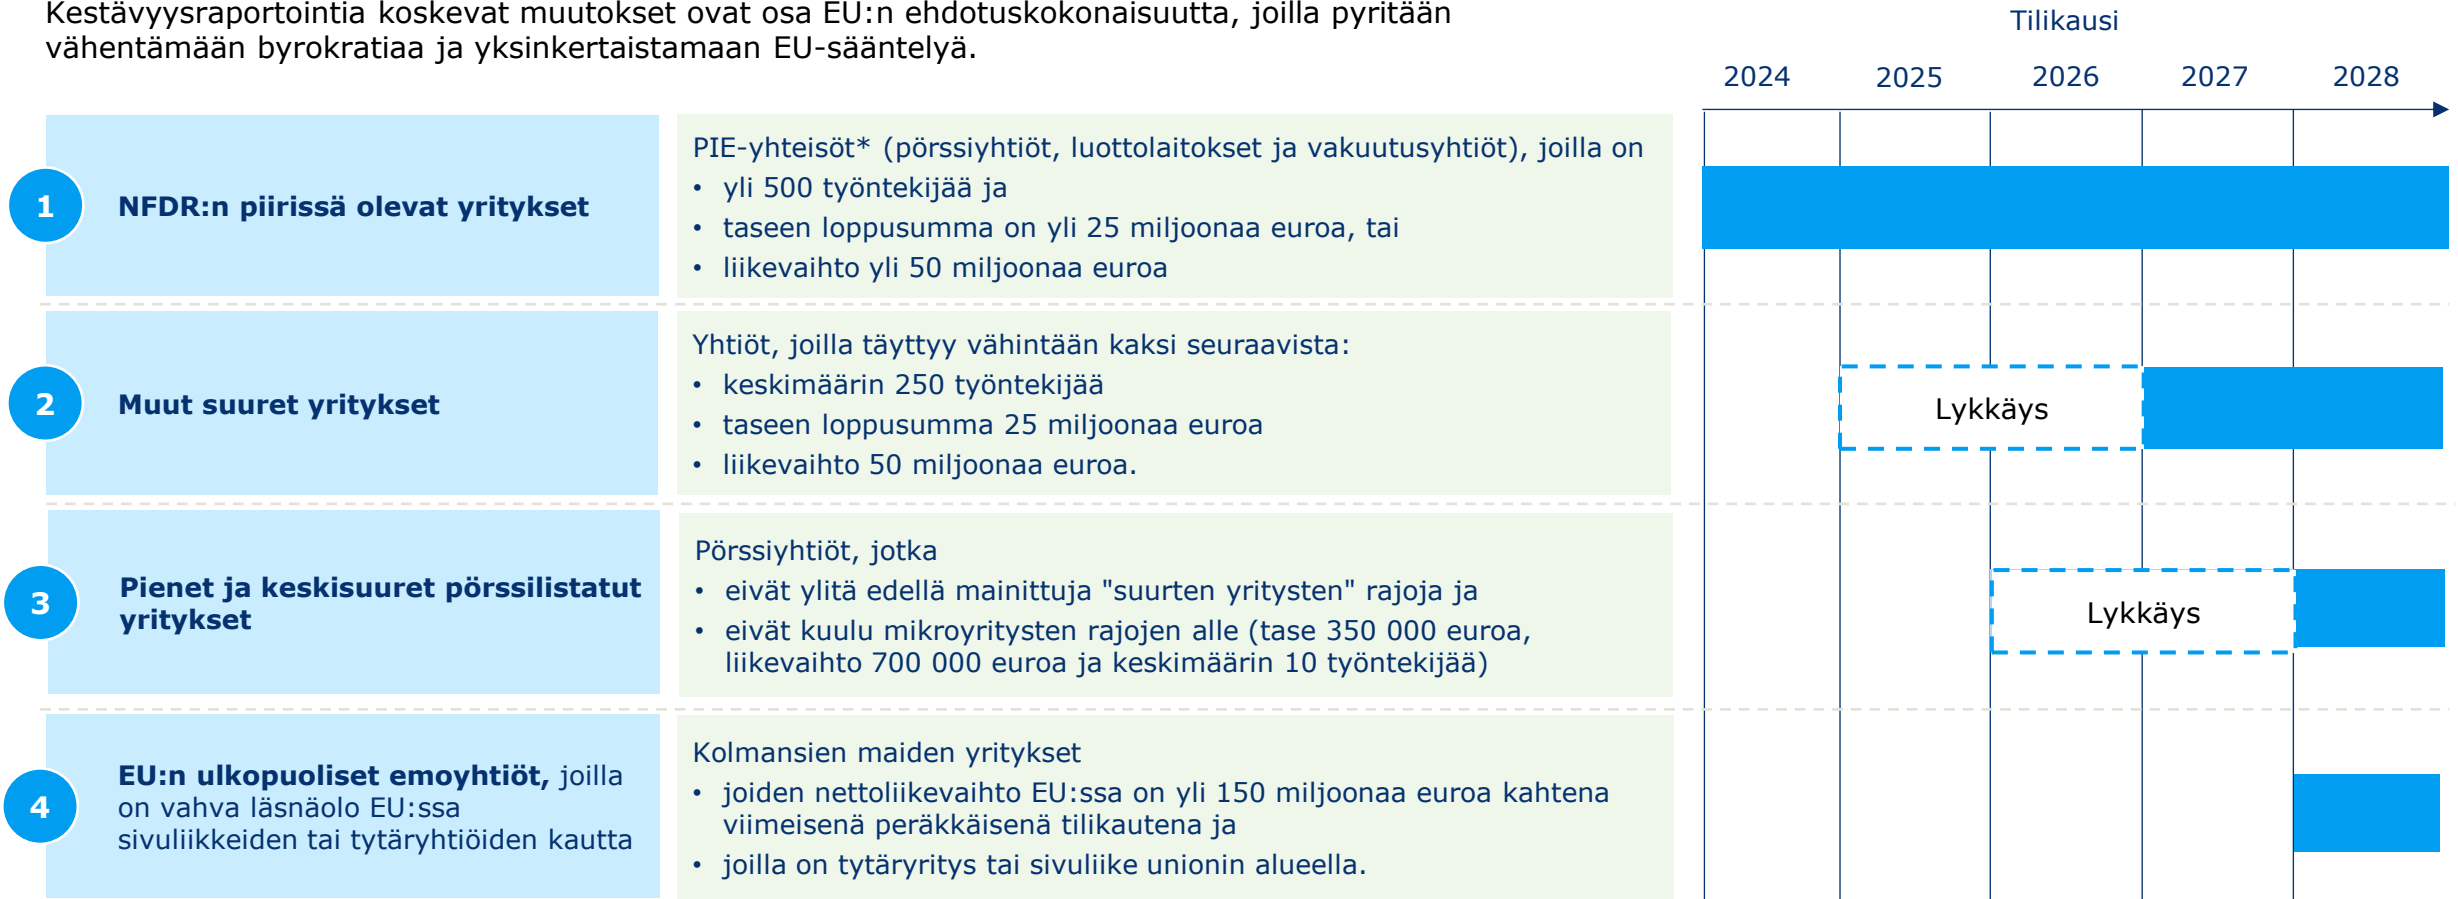 Kestävyysraportointia koskevat muutokset ovat osa EU:n ehdotuskokonaisuutta, joilla pyritään
vähentämään byrokratiaa ja yksinkertaistamaan EU-sääntelyä.
Tilikausi
2024 2025 2026 2027 2028
1
NFDR:n piirissä olevat yritykset
PIE-yhteisöt* (pörssiyhtiöt, luottolaitokset ja vakuutusyhtiöt), joilla on
• yli 500 työntekijää ja
• taseen loppusumma on yli 25 miljoonaa euroa, tai
• liikevaihto yli 50 miljoonaa euroa
2
Muut suuret yritykset
Yhtiöt, joilla täyttyy vähintään kaksi seuraavista:
• keskimäärin 250 työntekijää
• taseen loppusumma 25 miljoonaa euroa
• liikevaihto 50 miljoonaa euroa.
Lykkäys
3
Pienet ja keskisuuret pörssilistatut
yritykset
Pörssiyhtiöt, jotka
• eivät ylitä edellä mainittuja "suurten yritysten" rajoja ja
• eivät kuulu mikroyritysten rajojen alle (tase 350 000 euroa,
liikevaihto 700 000 euroa ja keskimäärin 10 työntekijää)
Lykkäys
4
EU:n ulkopuoliset emoyhtiöt, joilla
on vahva läsnäolo EU:ssa
sivuliikkeiden tai tytäryhtiöiden kautta
Kolmansien maiden yritykset
• joiden nettoliikevaihto EU:ssa on yli 150 miljoonaa euroa kahtena
viimeisenä peräkkäisenä tilikautena ja
• joilla on tytäryritys tai sivuliike unionin alueella.